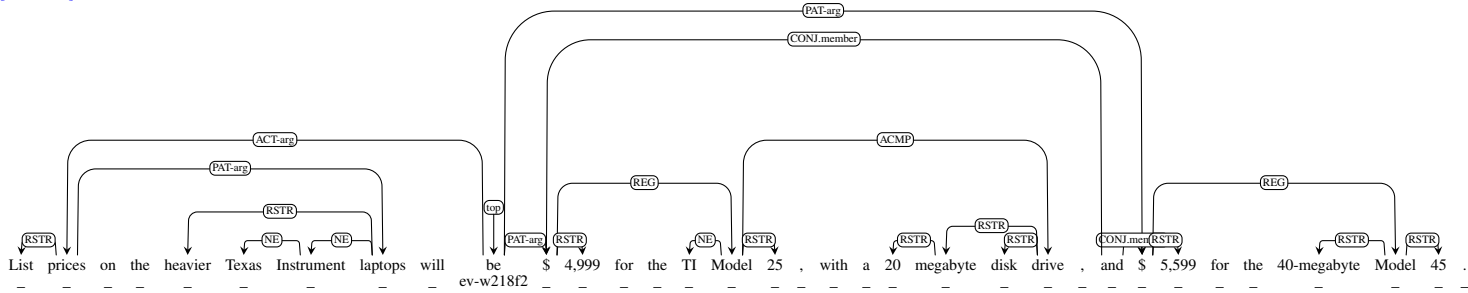 PAT-arg
CONJ.member
ACT-arg ACMP
PAT-arg
REG REG
RSTR top
RSTR
RSTR NE NE PAT-arg RSTR NE RSTR RSTR RSTR RSTR RSTR RSTR
List prices on the heavier Texas Instrument laptops will be $ 4,999 for the TI Model 25 , with a 20 megabyte disk drive , and $ 5,599 for the 40-megabyte Model 45 .
_ _ _ _ _ _ _ _ _ ev-w218f2 _ _ _ _ _ _ _ _ _ _ _ _ _ _ _ _ _ _ _ _ _ _ _ _